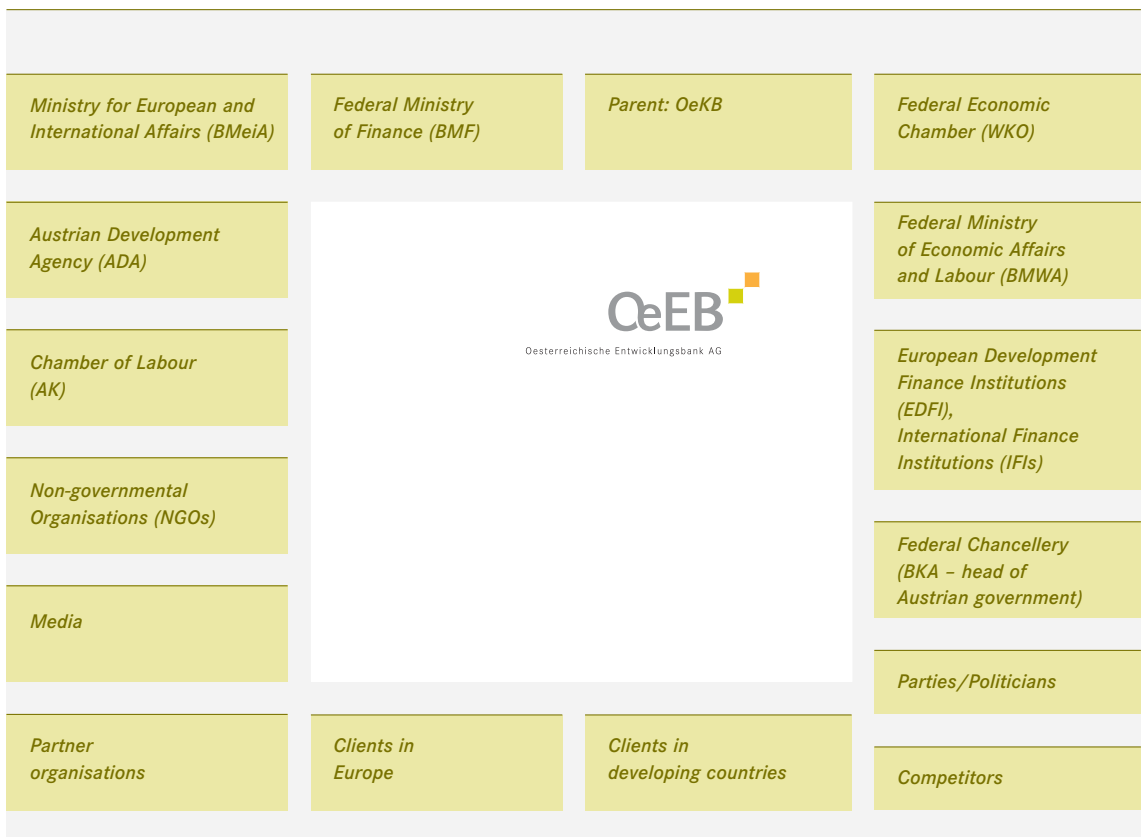 Ministry for European and
International Affairs (BMeiA)
Federal Ministry
of Finance (BMF)
Parent: OeKB
Federal Economic
Chamber (WKO)
Austrian Development
Agency (ADA)
OeEB
Oesterreichische Entwicklungsbank AG
Federal Ministry
of Economic Affairs
and Labour (BMWA)
Chamber of Labour
(AK)
European Development
Finance Institutions
(EDFI),
International Finance
Institutions (IFIs)
Non-governmental
Organisations (NGOs)
Federal Chancellery
(BKA – head of
Austrian government)
Media
Parties/Politicians
Partner
organisations
Clients in
Europe
Clients in
developing countries
Competitors